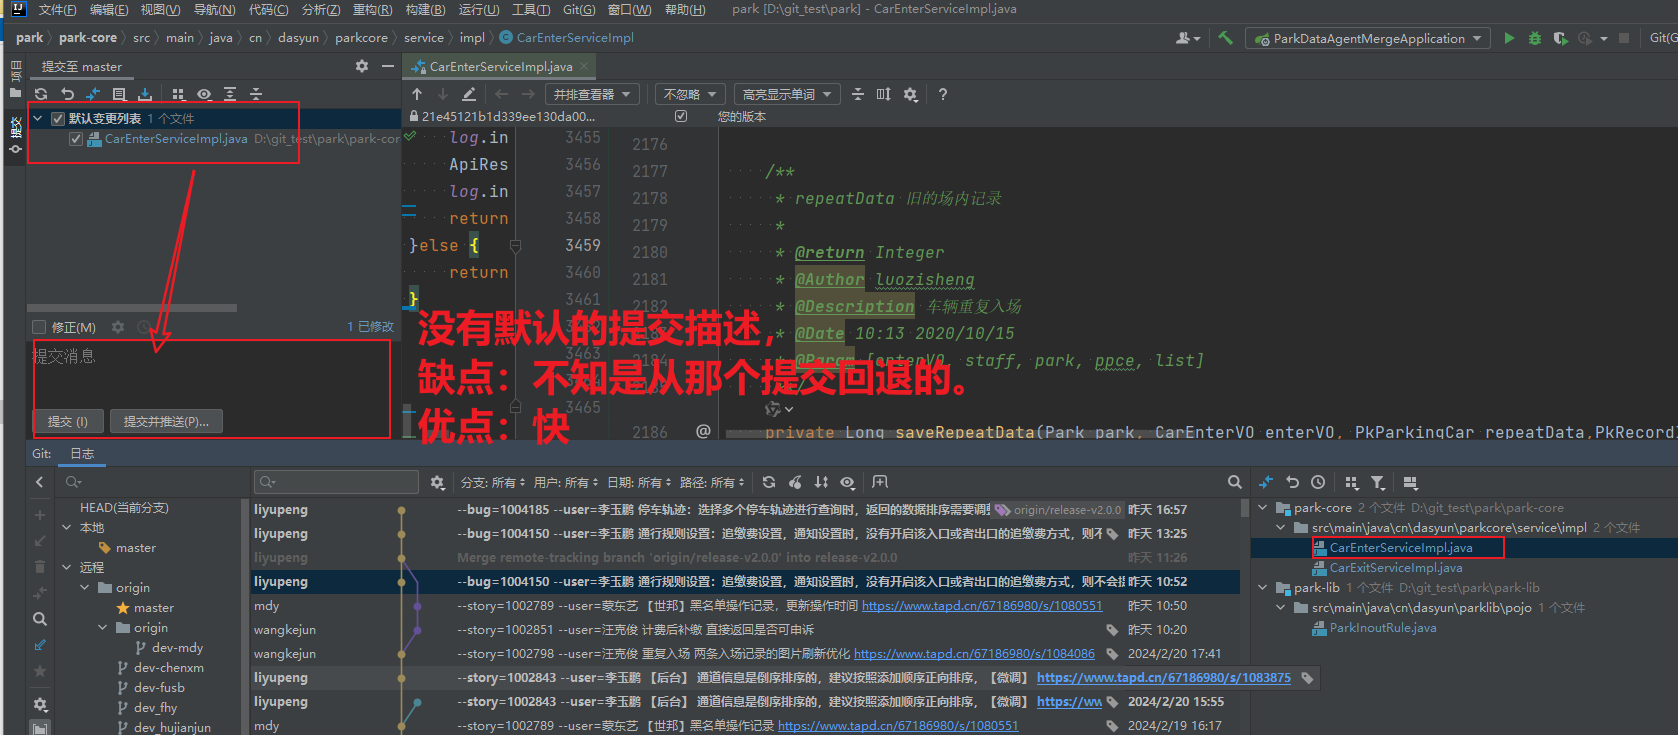 文件(F) 编辑(E) 视图(V) 导航(N) 代码(C) 分析(Z) 重构(R) 构建(B) 运行(U) 工具(T) Git(G) 窗口(W) 帮助(H) park [D:\git_test\park] - CarEnterServiceImpl.java
park park-core src main java cn dasyun parkcore service impl CarEnterServiceImpl ParkDataAgentMergeApplication Git(G
项目
提交
提交至 master
默认变更列表 1 个文件
CarEnterServiceImpl.java D:\git_test\park\park-cor
修正(M) 1 已修改
提交消息
提交 (I) 提交并推送(P)...
CarEnterServiceImpl.java
并排查看器 不忽略 高亮显示单词
21e45121b1d339ee130da00... 您的版本
log.in 3455
ApiRes 3456
log.in 3457
return 3458
}else { 3459
return 3460
} 3461
3463
3465
2176
2177 /**
2178 * repeatData 旧的场内记录
2179 *
2180 * @return Integer
2181 * @Author luozisheng
2182 * @Description 车辆重复入场
* @Date 10:13 2020/10/15
* @Param [enterVO, staff, park, ppce, list]
2186 @ private Long saveRepeatData(Park park, CarEnterVO enterVO, PkParkingCar repeatData,PkRecordI
没有默认的提交描述，
缺点：不知是从那个提交回退的。
优点：快
Git: 日志
HEAD(当前分支)
本地
master
远程
origin
master
origin
dev-mdy
dev-chenxm
dev-fusb
dev_fhy
dev_hujianjun
分支: 所有 用户: 所有 日期: 所有 路径: 所有
liyupeng --bug=1004185 --user=李玉鹏 停车轨迹：选择多个停车轨迹进行查询时，返回的数据排序需要调 origin/release-v2.0.0 昨天 16:57
liyupeng --bug=1004150 --user=李玉鹏 通行规则设置：追缴费设置，通知设置时，没有开启该入口或者出口的追缴费方式，则不 昨天 13:25
liyupeng Merge remote-tracking branch 'origin/release-v2.0.0' into release-v2.0.0 昨天 11:26
liyupeng --bug=1004150 --user=李玉鹏 通行规则设置：追缴费设置，通知设置时，没有开启该入口或者出口的追缴费方式，则不会 昨天 10:52
mdy --story=1002789 --user=蒙东艺 【世邦】黑名单操作记录，更新操作时间 https://www.tapd.cn/67186980/s/1080551 昨天 10:50
wangkejun --story=1002851 --user=汪克俊 计费后补缴 直接返回是否可申诉 昨天 10:20
wangkejun --story=1002798 --user=汪克俊 重复入场 两条入场记录的图片刷新优化 https://www.tapd.cn/67186980/s/1084086 2024/2/20 17:41
liyupeng --story=1002843 --user=李玉鹏 【后台】 通道信息是倒序排序的，建议按照添加顺序正向排序，【微调】 https://www.tapd.cn/67186980/s/1083875
liyupeng --story=1002843 --user=李玉鹏 【后台】 通道信息是倒序排序的，建议按照添加顺序正向排序，【微调】 https://ww 2024/2/20 15:55
mdy --story=1002789 --user=蒙东艺 【世邦】黑名单操作记录 https://www.tapd.cn/67186980/s/1080551 2024/2/19 16:17
park-core 2 个文件 D:\git_test\park\park-core
src\main\java\cn\dasyun\parkcore\service\impl 2 个文件
CarEnterServiceImpl.java
CarExitServiceImpl.java
park-lib 1 个文件 D:\git_test\park\park-lib
src\main\java\cn\dasyun\parklib\pojo 1 个文件
ParkInoutRule.java